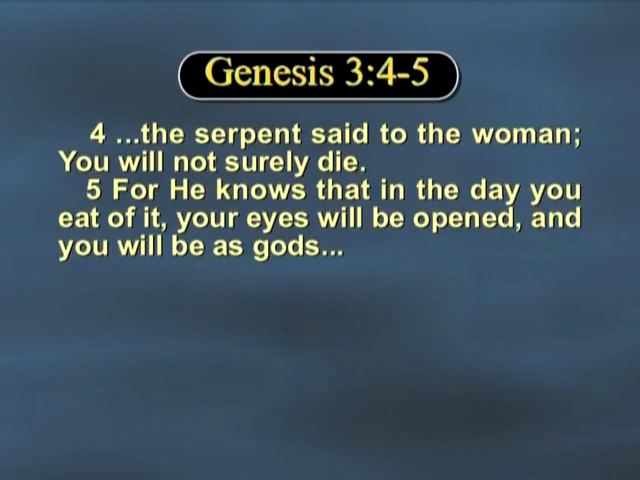 Genesis 3:4-5
4 ...the serpent said to the woman;
You will not surely die.
5 For He knows that in the day you
eat of it, your eyes will be opened, and
you will be as gods...